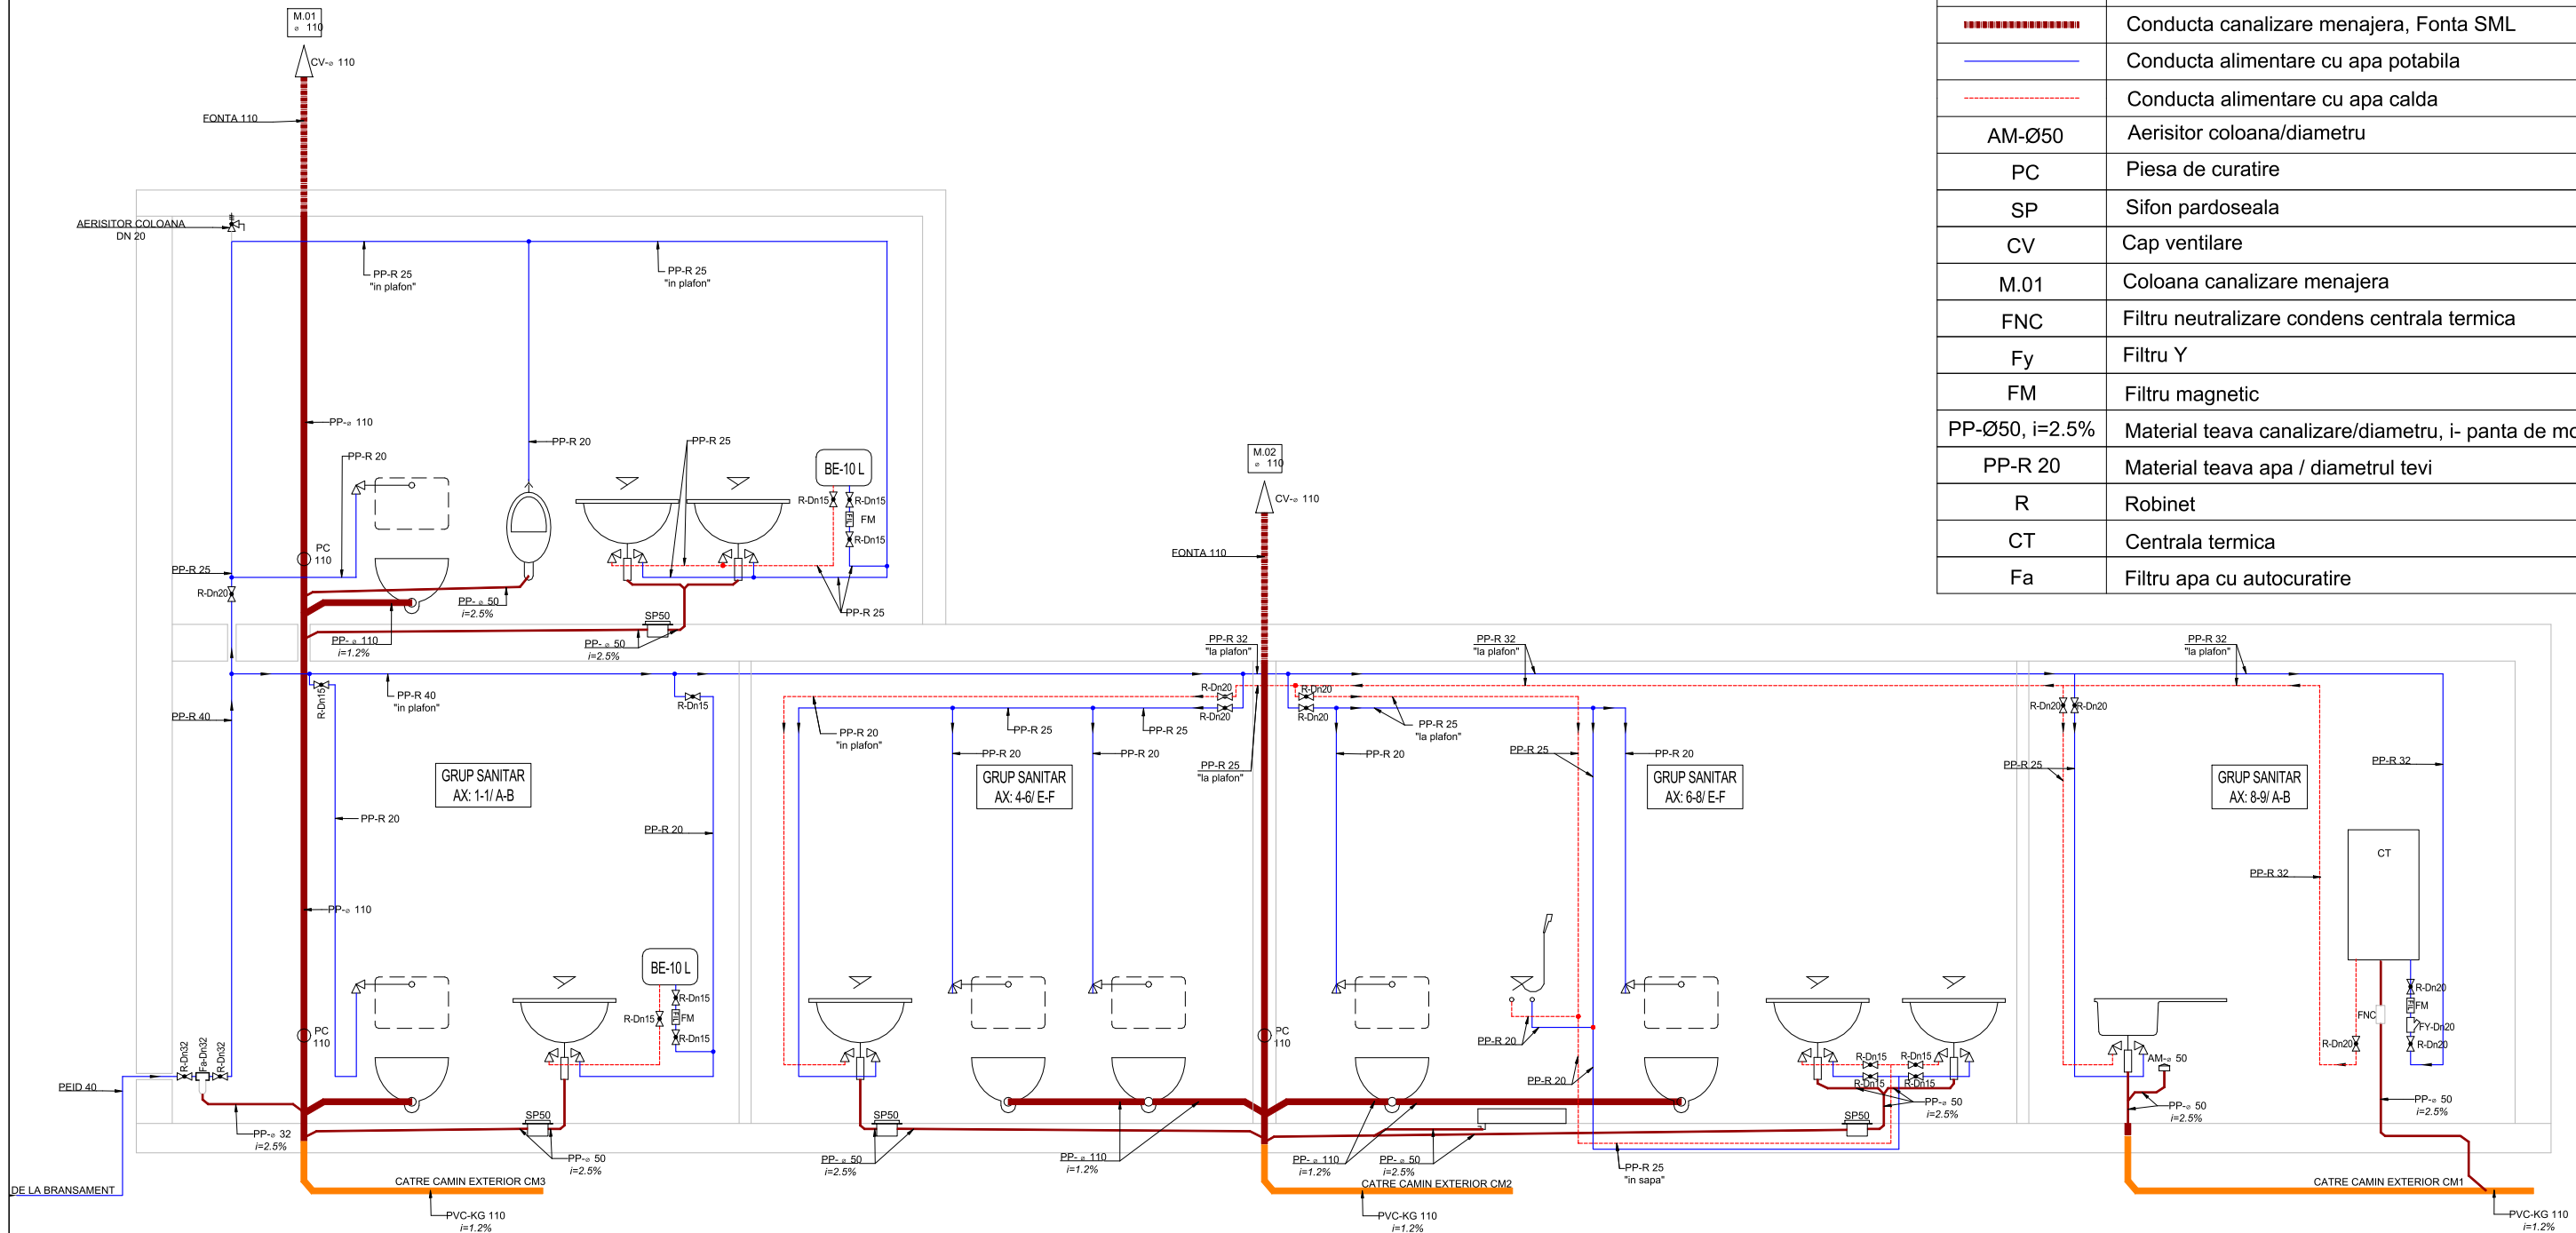 M.01
⌀ 110
CV-⌀ 110
FONTA 110
AERISITOR COLOANA
DN 20
PP-R 25
"in plafon"
PP-R 25
"in plafon"
PP-⌀ 110
PP-R 20
PP-R 20
PP-R 25
BE-10 L
R-Dn15
R-Dn15
FIL
FM
R-Dn15
PC
110
PP-R 25
R-Dn20
PP-⌀ 50
i=2.5%
PP-R 25
SP50
PP-⌀ 110
i=1.2%
PP-⌀ 50
i=2.5%
M.02
⌀ 110
CV-⌀ 110
FONTA 110
PP-R 32
"la plafon"
PP-R 32
"la plafon"
PP-R 32
"la plafon"
R-Dn15
PP-R 40
"in plafon"
R-Dn15
PP-R 40
R-Dn20
R-Dn20
R-Dn20
R-Dn20
R-Dn20
R-Dn20
PP-R 20
"in plafon"
PP-R 25
PP-R 25
PP-R 25
"la plafon"
PP-R 20
PP-R 20
PP-R 20
PP-R 25
PP-R 20
PP-R 25
"la plafon"
PP-R 25
PP-R 32
GRUP SANITAR
AX: 1-1/ A-B
GRUP SANITAR
AX: 4-6/ E-F
GRUP SANITAR
AX: 6-8/ E-F
GRUP SANITAR
AX: 8-9/ A-B
PP-R 20
PP-R 20
CT
PP-R 32
PP-⌀ 110
BE-10 L
R-Dn15
R-Dn15
FIL
FM
R-Dn15
PC
110
PC
110
PP-R 20
R-Dn20
FIL
FM
FNC
FY-Dn20
R-Dn20
R-Dn20
R-Dn32
Fa-Dn32
R-Dn32
PEID 40
R-Dn15
R-Dn15
R-Dn15
R-Dn15
AM-⌀ 50
PP-R 20
PP-⌀ 50
i=2.5%
PP-⌀ 50
i=2.5%
PP-⌀ 50
i=2.5%
SP50
SP50
SP50
PP-⌀ 32
i=2.5%
PP-⌀ 50
i=2.5%
PP-⌀ 50
i=2.5%
PP-⌀ 110
i=1.2%
PP-⌀ 110
i=1.2%
PP-⌀ 50
i=2.5%
PP-R 25
"in sapa"
DE LA BRANSAMENT
CATRE CAMIN EXTERIOR CM3
CATRE CAMIN EXTERIOR CM2
CATRE CAMIN EXTERIOR CM1
PVC-KG 110
i=1.2%
PVC-KG 110
i=1.2%
PVC-KG 110
i=1.2%
Conducta canalizare menajera, Fonta SML
Conducta alimentare cu apa potabila
Conducta alimentare cu apa calda
AM-Ø50 Aerisitor coloana/diametru
PC Piesa de curatire
SP Sifon pardoseala
CV Cap ventilare
M.01 Coloana canalizare menajera
FNC Filtru neutralizare condens centrala termica
Fy Filtru Y
FM Filtru magnetic
PP-Ø50, i=2.5% Material teava canalizare/diametru, i- panta de
PP-R 20 Material teava apa / diametrul tevi
R Robinet
CT Centrala termica
Fa Filtru apa cu autocuratire